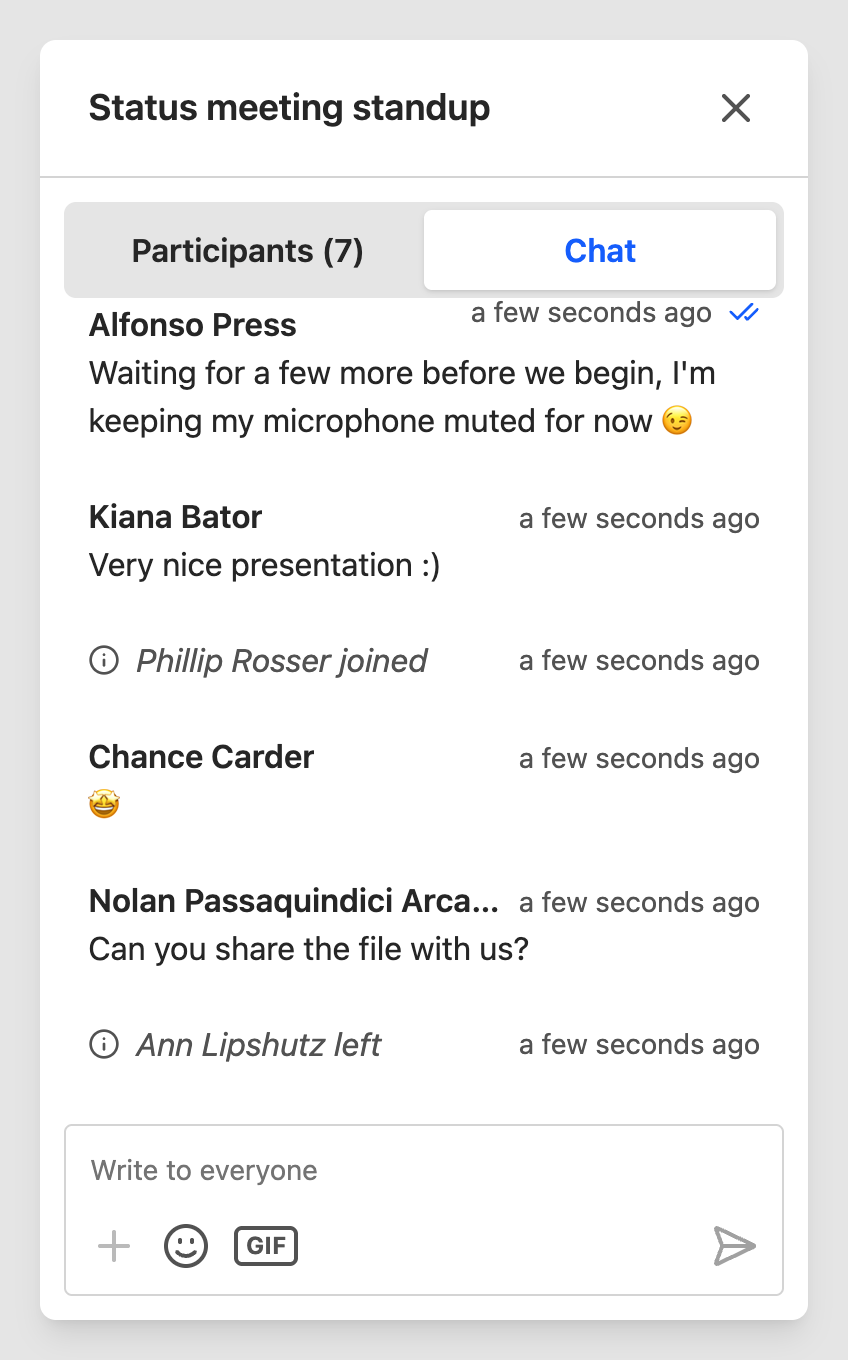 Status meeting standup
Participants (7)
Chat
Alfonso Press
a few seconds ago
Waiting for a few more before we begin, I'm
keeping my microphone muted for now 😉
Kiana Bator
a few seconds ago
Very nice presentation :)
Phillip Rosser joined
a few seconds ago
Chance Carder
a few seconds ago
🤩
Nolan Passaquindici Arca...
a few seconds ago
Can you share the file with us?
Ann Lipshutz left
a few seconds ago
Write to everyone
GIF